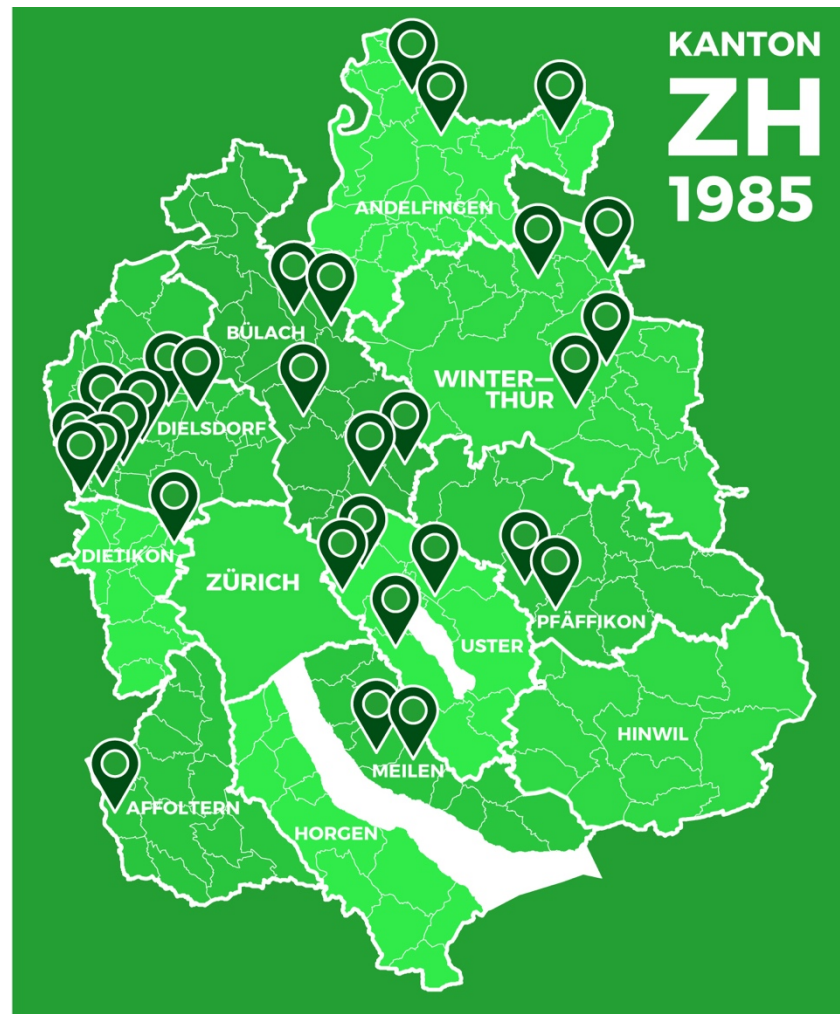 KANTON
ZH
1985
ANDELFINGEN
BÜLACH
WINTER—
THUR
DIELSDORF
DIETIKON
ZÜRICH
PFÄFFIKON
USTER
HINWIL
MEILEN
AFFOLTERN
HORGEN